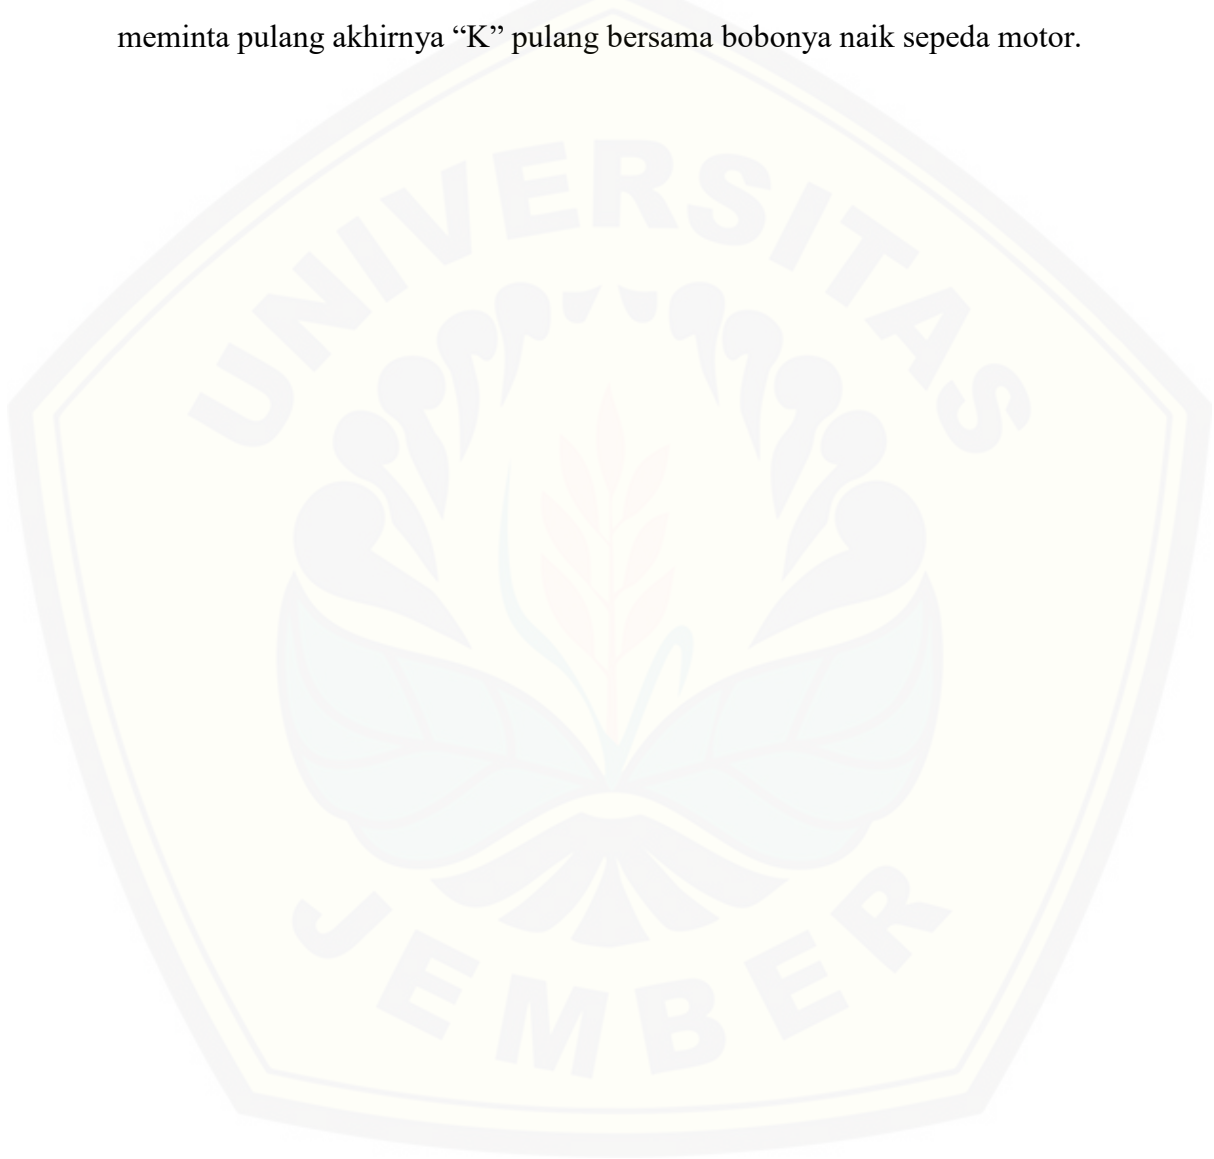 meminta pulang akhirnya “K” pulang bersama bobonya naik sepeda motor.
UNIVERSITAS
JEMBER